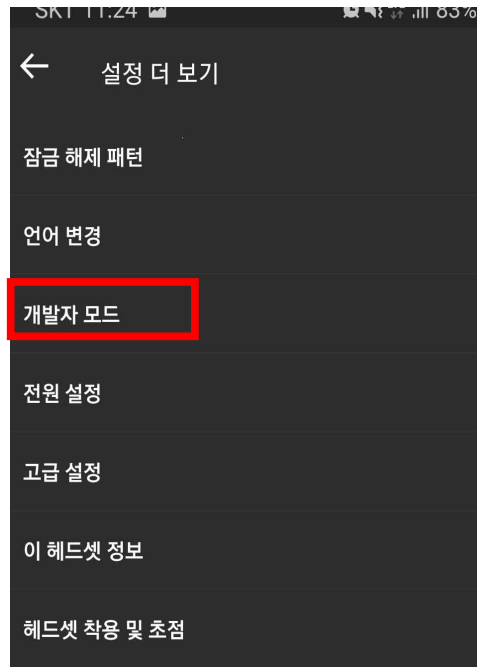 SKT 11:24 83%
설정 더 보기
잠금 해제 패턴
언어 변경
개발자 모드
전원 설정
고급 설정
이 헤드셋 정보
헤드셋 착용 및 초점